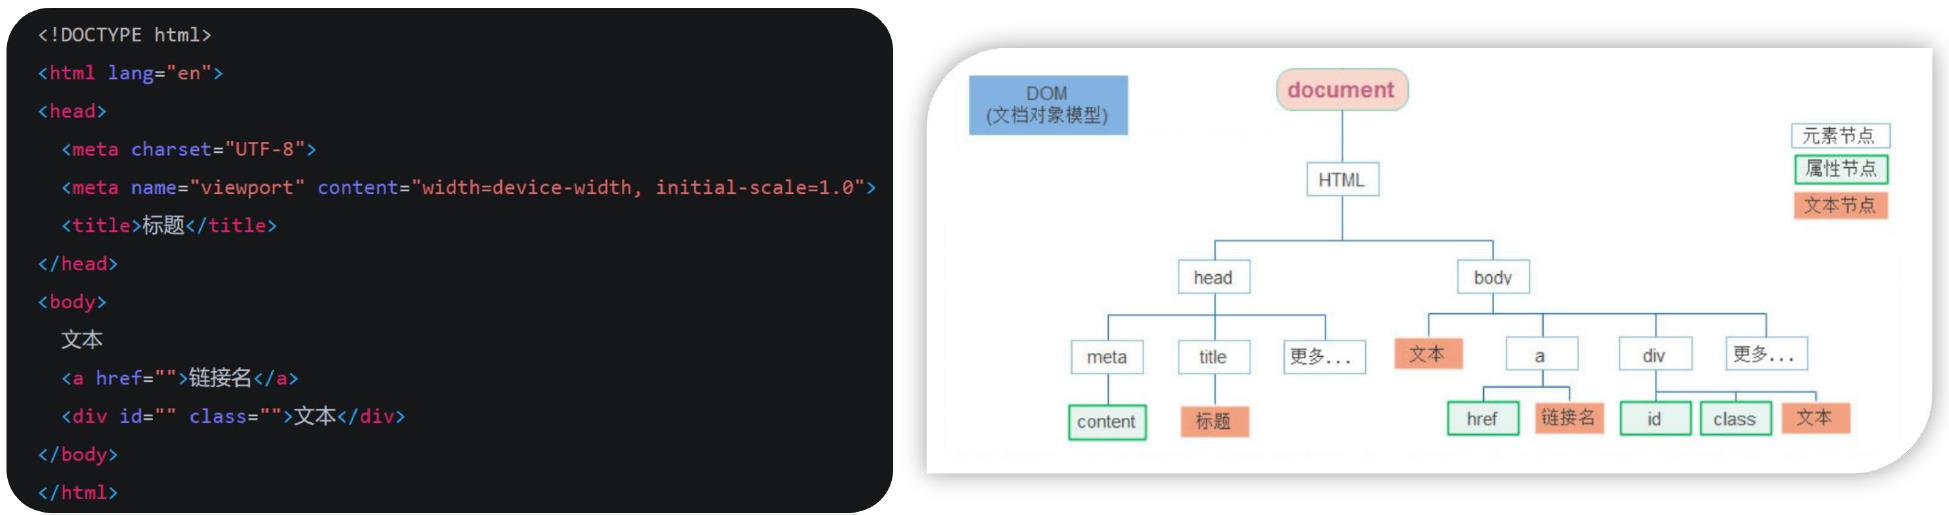 <!DOCTYPE html>
<html lang="en">
<head>
<meta charset="UTF-8">
<meta name="viewport" content="width=device-width, initial-scale=1.0">
<title>标题</title>
</head>
<body>
文本
<a href="">链接名</a>
<div id="" class="">文本</div>
</body>
</html>
DOM
(文档对象模型)
document
元素节点
属性节点
文本节点
HTML
head
body
meta
title
更多...
文本
a
div
更多...
content
标题
href
链接名
id
class
文本